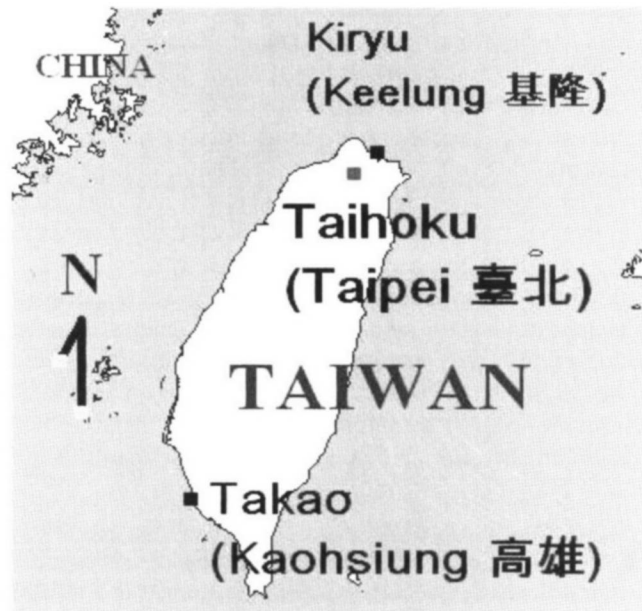 Kiryu
CHINA
(Keelung 基隆)
Taihoku
N
(Taipei 臺北)
TAIWAN
Takao
(Kaohsiung 高雄)